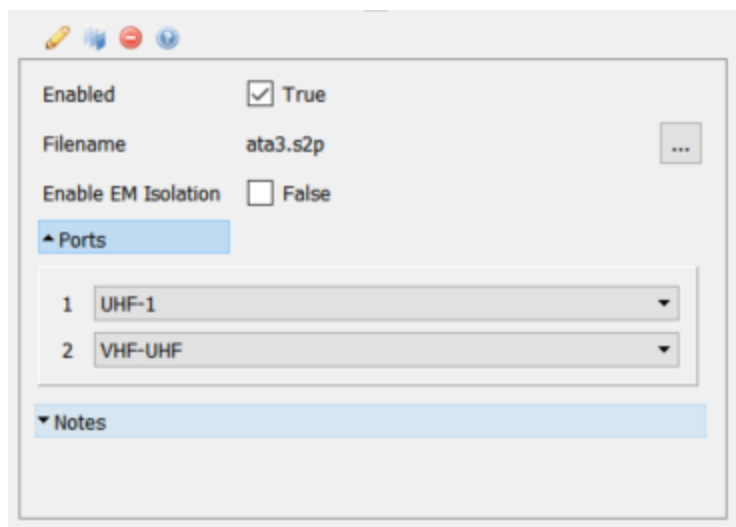 Enabled True
Filename ata3.s2p ...
Enable EM Isolation False
Ports
1 UHF-1
2 VHF-UHF
Notes